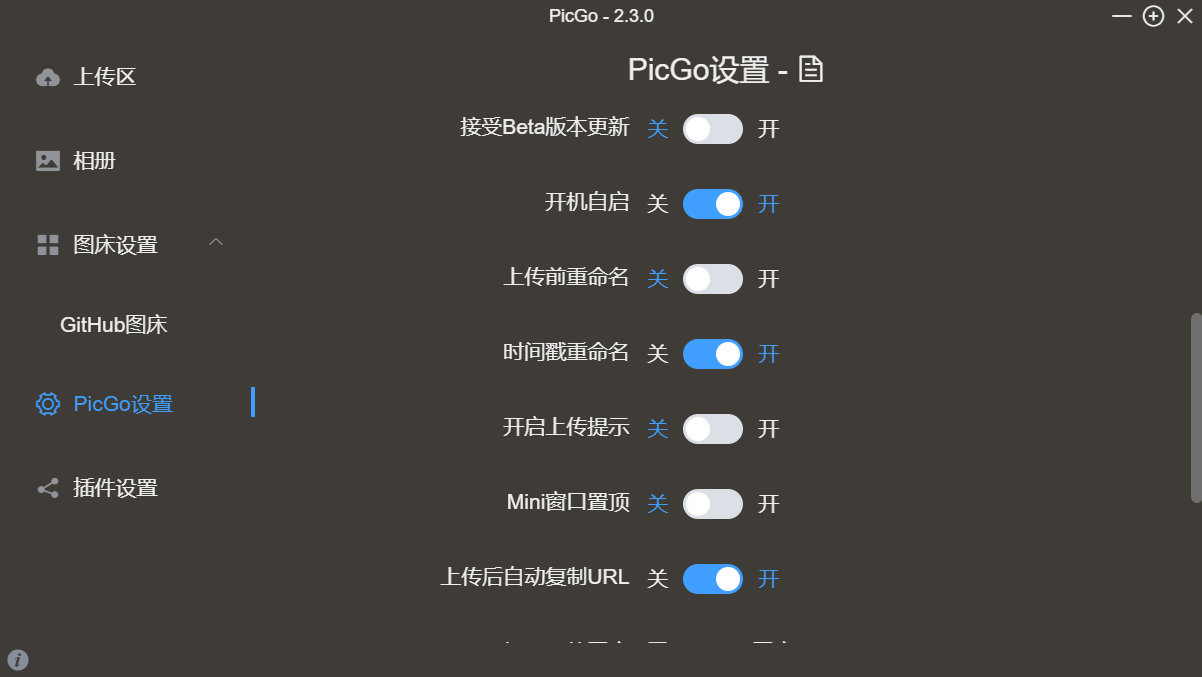 PicGo - 2.3.0
上传区
相册
图床设置
GitHub图床
PicGo设置
插件设置
PicGo设置 -
接受Beta版本更新 关 开
开机自启 关 开
上传前重命名 关 开
时间戳重命名 关 开
开启上传提示 关 开
Mini窗口置顶 关 开
上传后自动复制URL 关 开